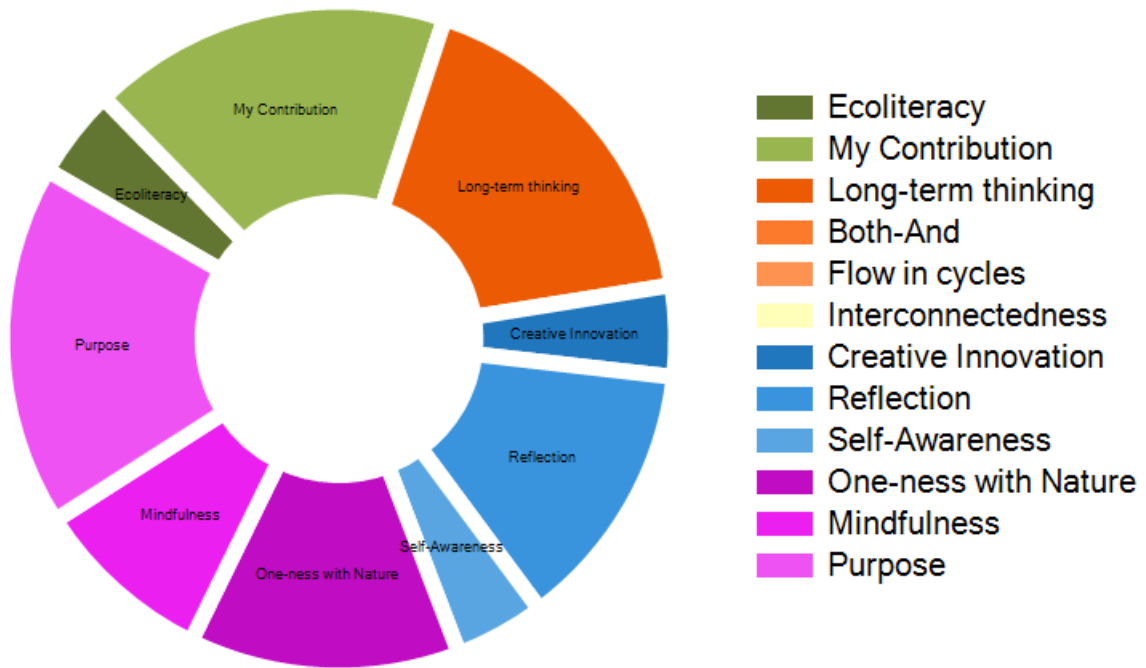 My Contribution
Long-term thinking
Ecoliteracy
Creative Innovation
Purpose
Reflection
Mindfulness
Self-Awareness
One-ness with Nature
Ecoliteracy
My Contribution
Long-term thinking
Both-And
Flow in cycles
Interconnectedness
Creative Innovation
Reflection
Self-Awareness
One-ness with Nature
Mindfulness
Purpose